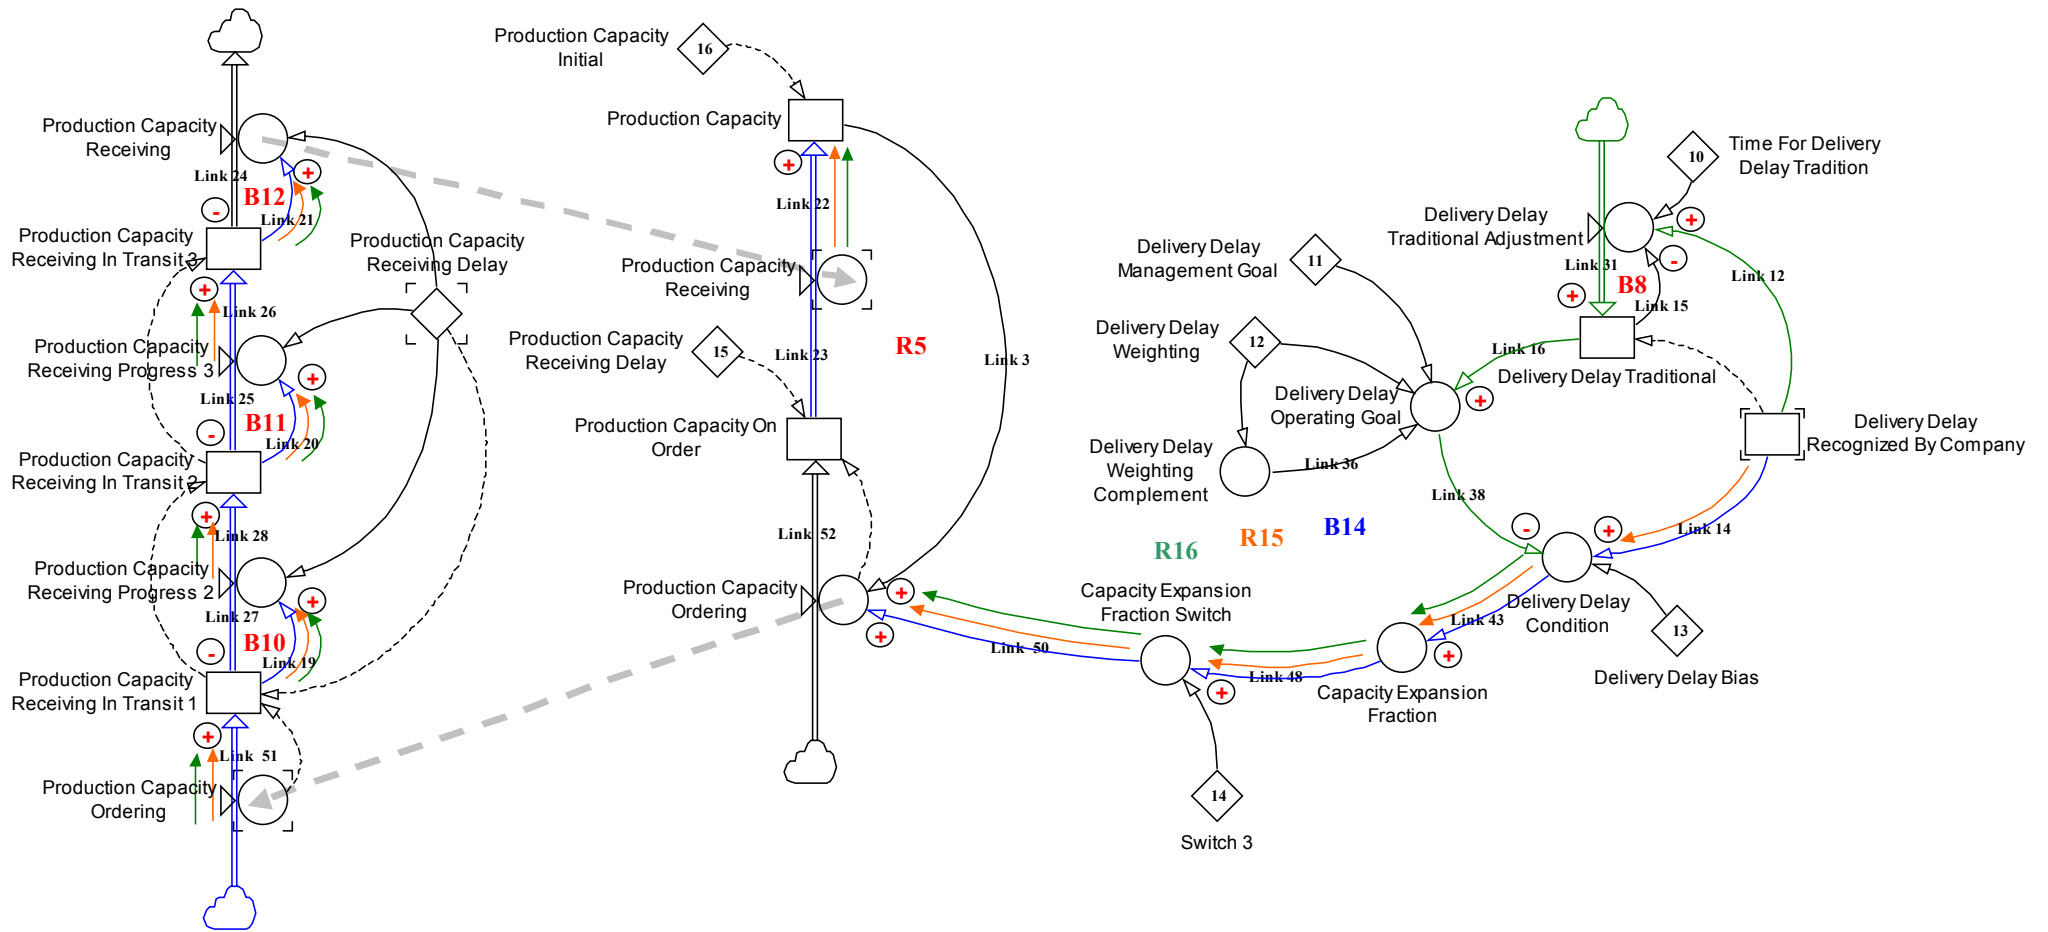 Production Capacity
Receiving
Link 24
B12
+
-
Link 21
Production Capacity
Receiving In Transit 3
Production Capacity
Receiving Delay
+
Link 26
Production Capacity
Receiving Progress 3
+
Link 25
B11
-
Link 20
Production Capacity
Receiving In Transit 2
+
Link 28
Production Capacity
Receiving Progress 2
+
Link 27
B10
-
Link 19
Production Capacity
Receiving In Transit 1
+
Link 51
Production Capacity
Ordering
Production Capacity
Initial
16
Production Capacity
+
Link 22
Production Capacity
Receiving
Production Capacity
Receiving Delay
15
Link 23
R5
Link 3
Production Capacity On
Order
Link 52
Production Capacity
Ordering
+
+
Link 50
R16
R15
B14
Capacity Expansion
Fraction Switch
+
Link 48
14
Switch 3
Capacity Expansion
Fraction
+
Link 43
Delivery Delay
Condition
13
Delivery Delay Bias
-
+
Link 14
Link 38
Delivery Delay
Management Goal
11
Delivery Delay
Weighting
12
Delivery Delay
Operating Goal
+
Delivery Delay
Weighting
Complement
Link 36
Link 16
Delivery Delay Traditional
10
Time For Delivery
Delay Tradition
Delivery Delay
Traditional Adjustment
+
-
Link 31
B8
Link 12
+
Link 15
Delivery Delay
Recognized By Company